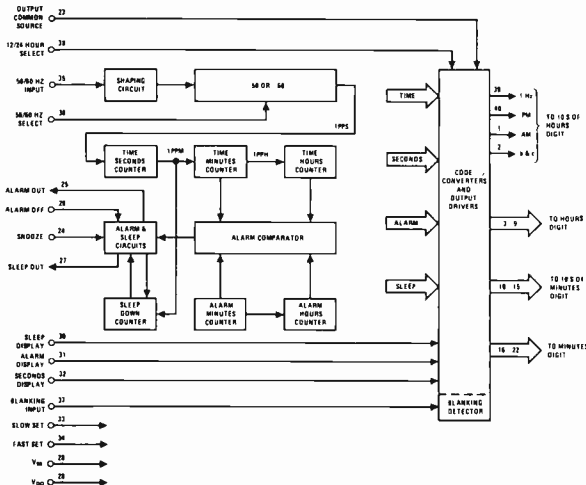 OUTPUT COMMON SOURCE 23
12/24 HOUR SELECT 38
50/60 HZ INPUT 35
SHAPING CIRCUIT
50 OR 60
50/60 HZ SELECT 36
1PPS
TIME SECONDS COUNTER
1PPM
TIME MINUTES COUNTER
1PPH
TIME HOURS COUNTER
ALARM OUT 25
ALARM OFF 26
SNOOZE 24
SLEEP OUT 27
ALARM & SLEEP CIRCUITS
ALARM COMPARATOR
SLEEP DOWN COUNTER
ALARM MINUTES COUNTER
ALARM HOURS COUNTER
SLEEP DISPLAY 30
ALARM DISPLAY 31
SECONDS DISPLAY 32
BLANKING INPUT 37
SLOW SET 33
FAST SET 34
VSS 28
VDD 29
TIME
SECONDS
ALARM
SLEEP
CODE CONVERTERS AND OUTPUT DRIVERS
BLANKING DETECTOR
39 1 Hz
40 PM
1 AM
2 b & c
TO 10'S OF HOURS DIGIT
3 9 TO HOURS DIGIT
10 15 TO 10'S OF MINUTES DIGIT
16 22 TO MINUTES DIGIT